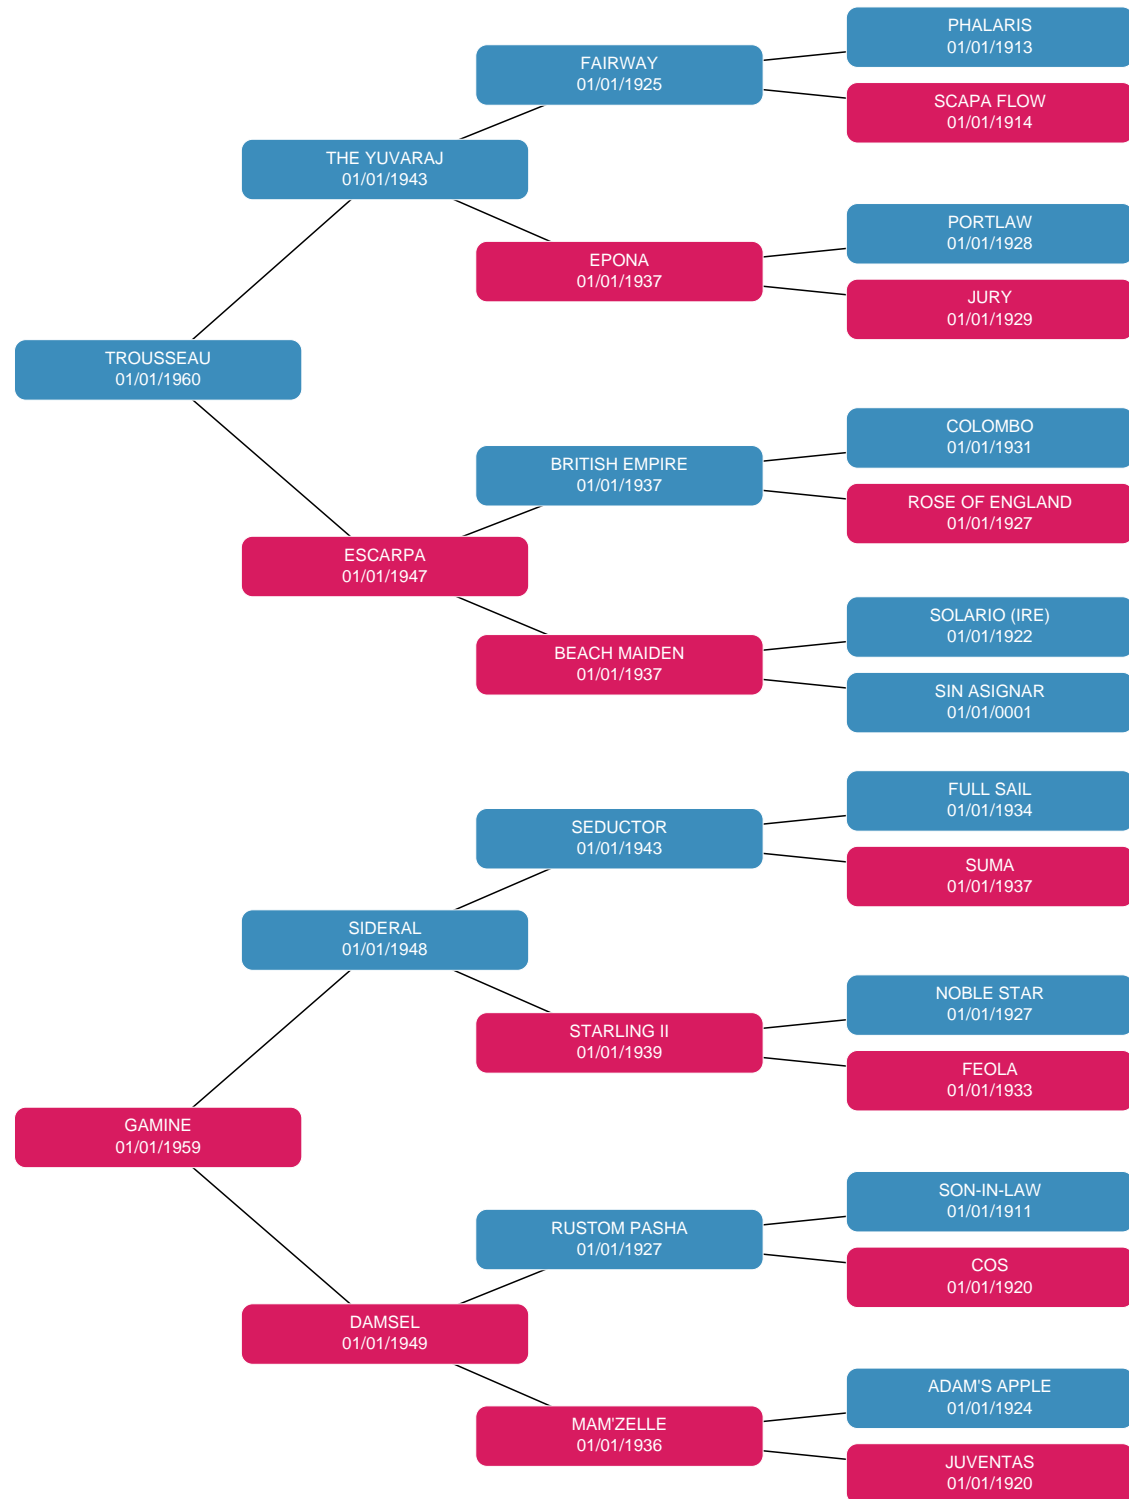 PHALARIS
01/01/1913
FAIRWAY
01/01/1925
SCAPA FLOW
01/01/1914
THE YUVARAJ
01/01/1943
PORTLAW
01/01/1928
EPONA
01/01/1937
JURY
01/01/1929
TROUSSEAU
01/01/1960
COLOMBO
01/01/1931
BRITISH EMPIRE
01/01/1937
ROSE OF ENGLAND
01/01/1927
ESCARPA
01/01/1947
SOLARIO (IRE)
01/01/1922
BEACH MAIDEN
01/01/1937
SIN ASIGNAR
01/01/0001
FULL SAIL
01/01/1934
SEDUCTOR
01/01/1943
SUMA
01/01/1937
SIDERAL
01/01/1948
NOBLE STAR
01/01/1927
STARLING II
01/01/1939
FEOLA
01/01/1933
GAMINE
01/01/1959
SON-IN-LAW
01/01/1911
RUSTOM PASHA
01/01/1927
COS
01/01/1920
DAMSEL
01/01/1949
ADAM'S APPLE
01/01/1924
MAM'ZELLE
01/01/1936
JUVENTAS
01/01/1920